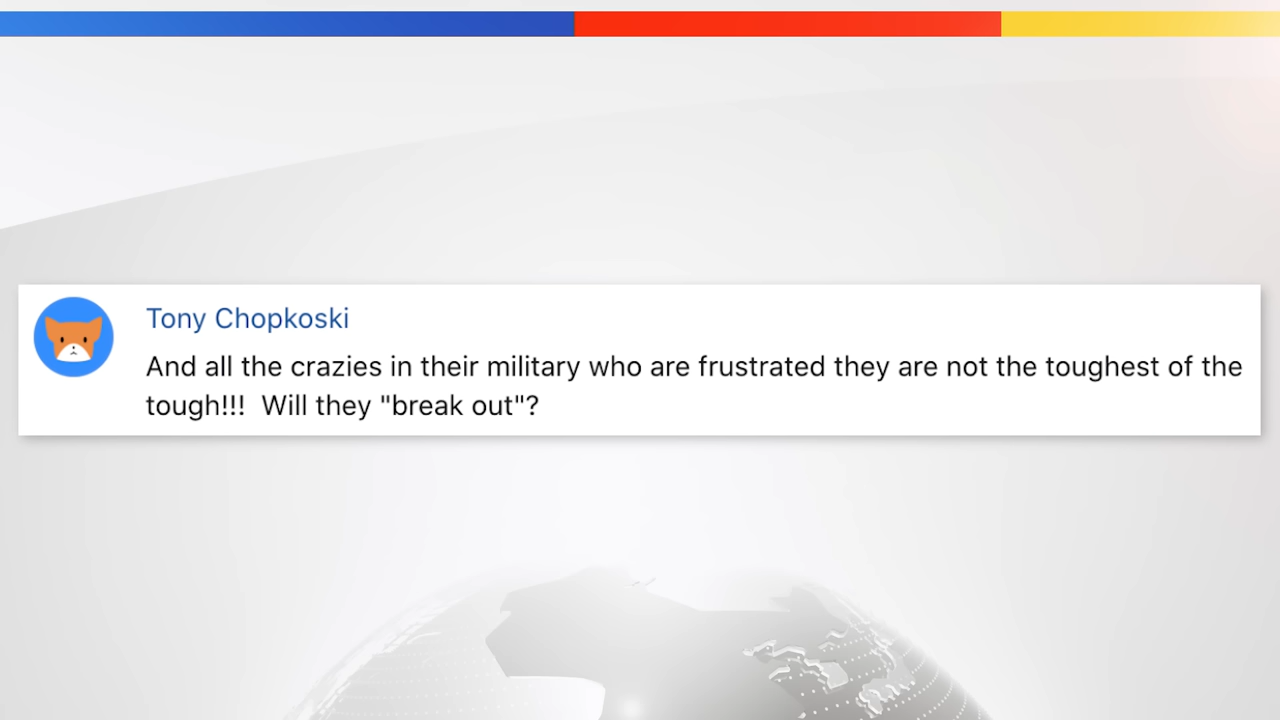 Tony Chopkoski
And all the crazies in their military who are frustrated they are not the toughest of the
tough!!!  Will they "break out"?